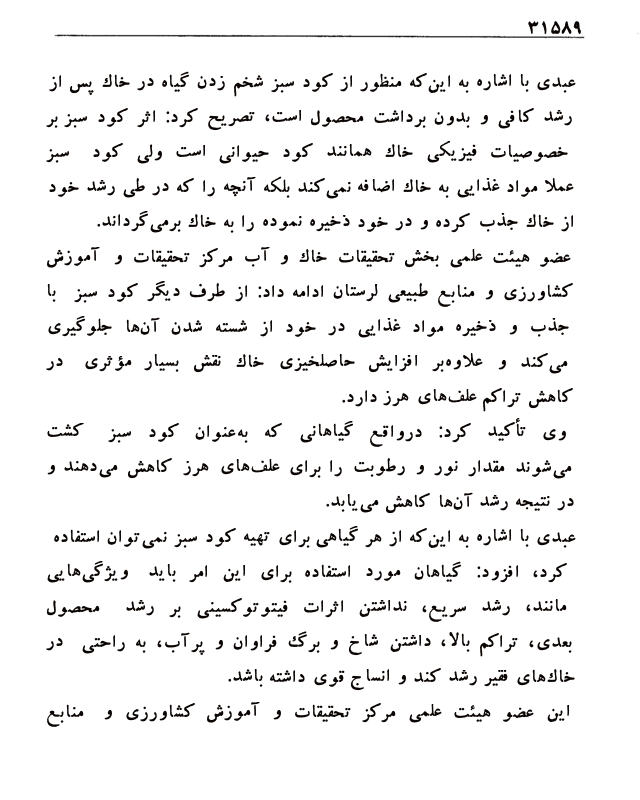 ۳۱۵۸۹
عبدی با اشاره به این‌که منظور از کود سبز شخم زدن گیاه در خاك پس از
رشد کافی و بدون برداشت محصول است، تصریح کرد: اثر کود سبز بر
خصوصیات فیزیکی خاك همانند کود حیوانی است ولی کود سبز
عملا مواد غذایی به خاك اضافه نمی‌کند بلکه آنچه را که در طی رشد خود
از خاك جذب کرده و در خود ذخیره نموده را به خاك برمی‌گرداند.
عضو هیئت علمی بخش تحقیقات خاك و آب مرکز تحقیقات و آموزش
کشاورزی و منابع طبیعی لرستان ادامه داد: از طرف دیگر کود سبز با
جذب و ذخیره مواد غذایی در خود از شسته شدن آن‌ها جلوگیری
می‌کند و علاوه‌بر افزایش حاصلخیزی خاك نقش بسیار مؤثری در
کاهش تراکم علف‌های هرز دارد.
وی تأکید کرد: درواقع گیاهانی که به‌عنوان کود سبز کشت
می‌شوند مقدار نور و رطوبت را برای علف‌های هرز کاهش می‌دهند و
در نتیجه رشد آن‌ها کاهش می‌یابد.
عبدی با اشاره به این‌که از هر گیاهی برای تهیه کود سبز نمی‌توان استفاده
کرد، افزود: گیاهان مورد استفاده برای این امر باید ویژگی‌هایی
مانند، رشد سریع، نداشتن اثرات فیتوتوکسینی بر رشد محصول
بعدی، تراکم بالا، داشتن شاخ و برگ فراوان و پرآب، به راحتی در
خاك‌های فقیر رشد کند و انساج قوی داشته باشد.
این عضو هیئت علمی مرکز تحقیقات و آموزش کشاورزی و منابع